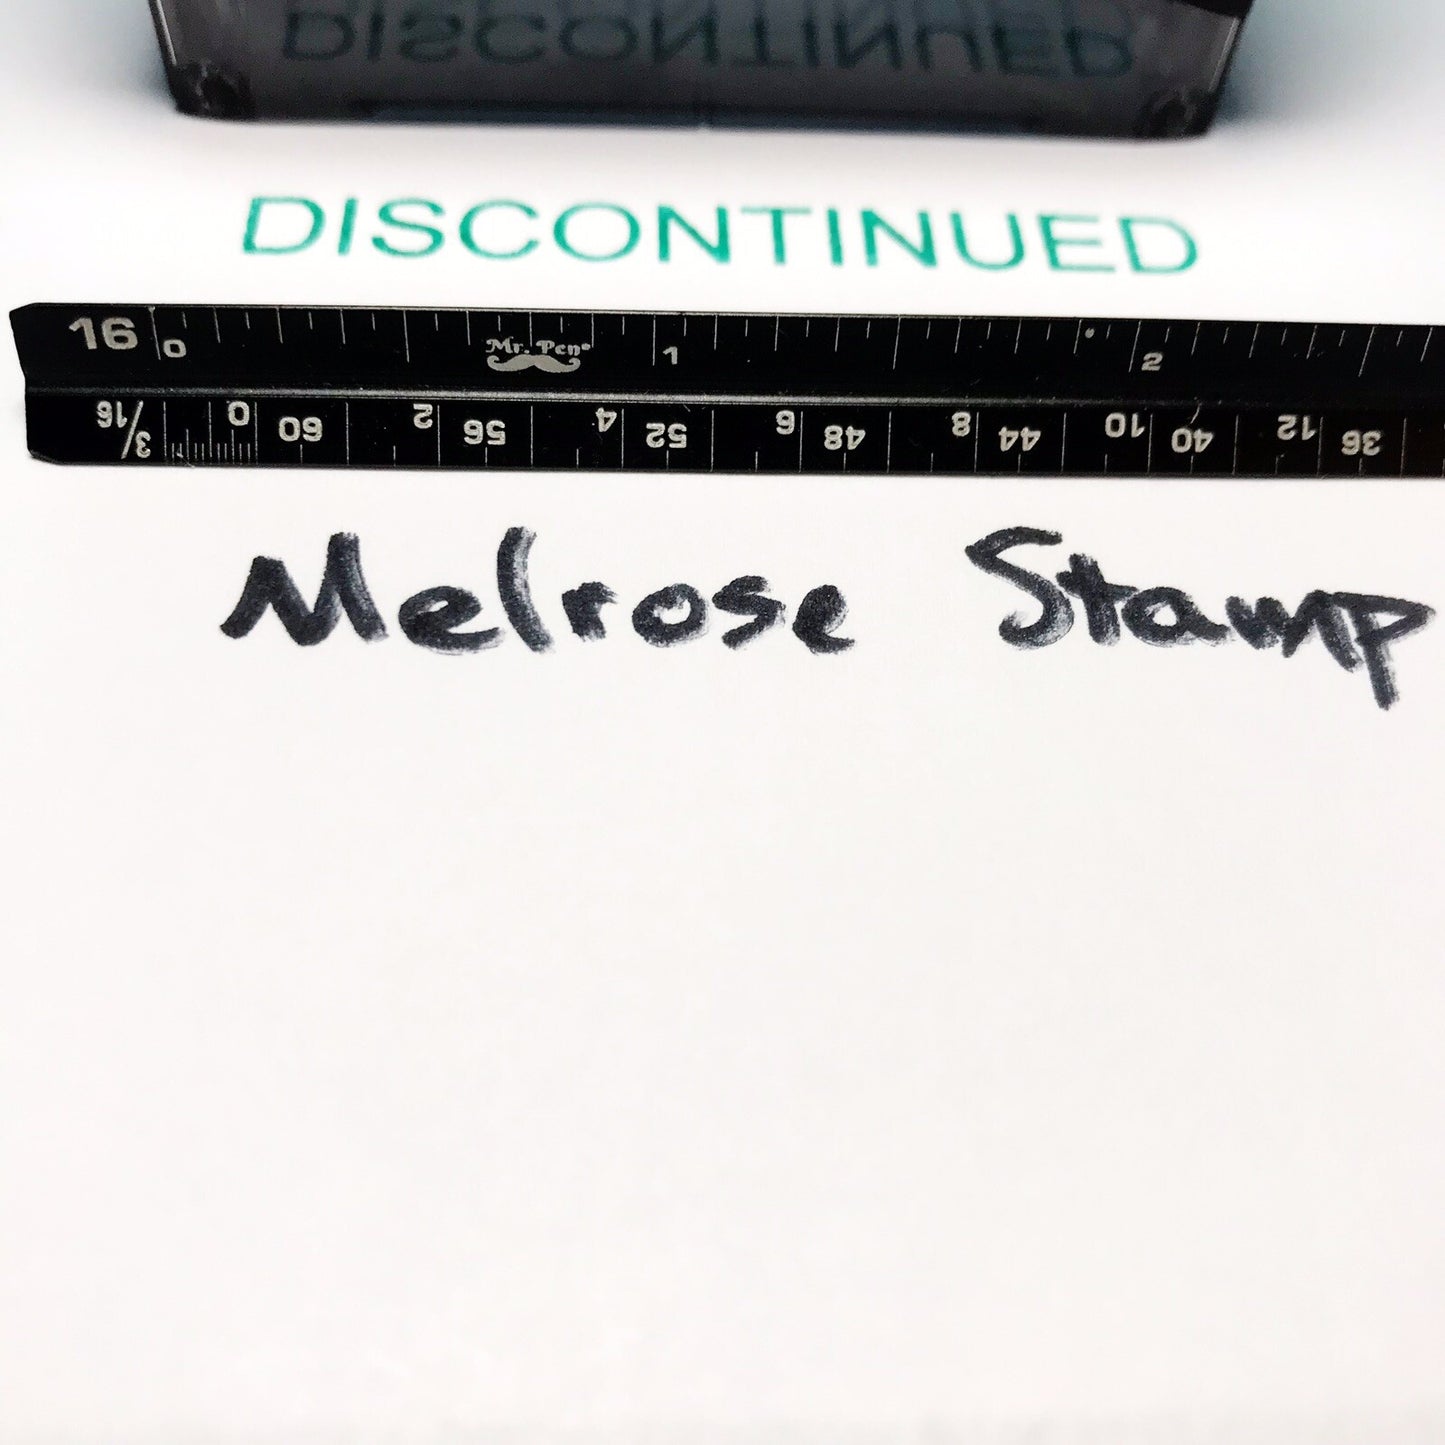 DISCONTINUED
DISCONTINUED
16 0 Mr. Pen® 1 2
3/16 0 60 2 56 4 52 6 48 8 44 10 40 12 36
Melrose Stamp